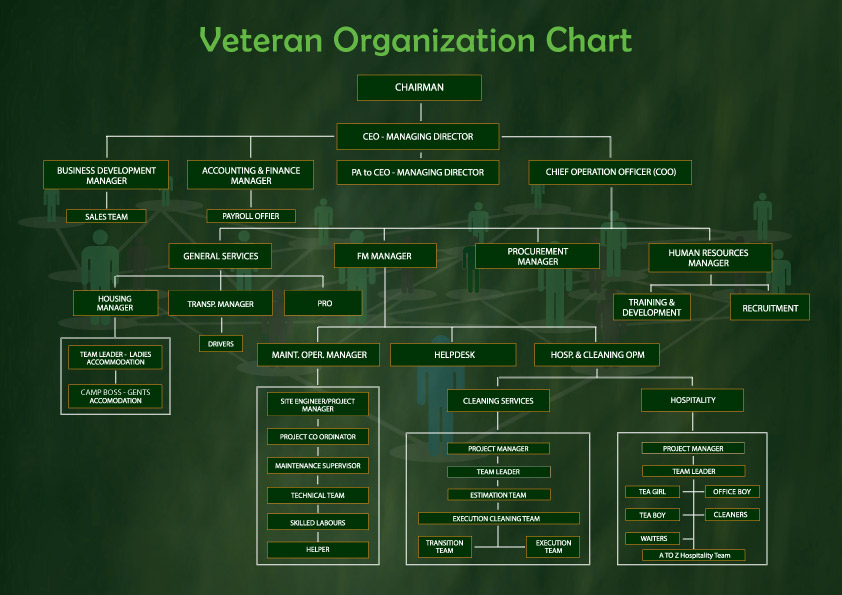 Veteran Organization Chart
CHAIRMAN
CEO - MANAGING DIRECTOR
BUSINESS DEVELOPMENT
MANAGER
ACCOUNTING & FINANCE
MANAGER
PA to CEO - MANAGING DIRECTOR
CHIEF OPERATION OFFICER (COO)
SALES TEAM
PAYROLL OFFIER
GENERAL SERVICES
FM MANAGER
PROCUREMENT
MANAGER
HUMAN RESOURCES
MANAGER
HOUSING
MANAGER
TRANSP. MANAGER
PRO
TRAINING &
DEVELOPMENT
RECRUITMENT
DRIVERS
TEAM LEADER - LADIES
ACCOMMODATION
CAMP BOSS - GENTS
ACCOMODATION
MAINT. OPER. MANAGER
HELPDESK
HOSP. & CLEANING OPM
SITE ENGINEER/PROJECT
MANAGER
PROJECT CO ORDINATOR
MAINTENANCE SUPERVISOR
TECHNICAL TEAM
SKILLED LABOURS
HELPER
CLEANING SERVICES
PROJECT MANAGER
TEAM LEADER
ESTIMATION TEAM
EXECUTION CLEANING TEAM
TRANSITION
TEAM
EXECUTION
TEAM
HOSPITALITY
PROJECT MANAGER
TEAM LEADER
TEA GIRL
OFFICE BOY
TEA BOY
CLEANERS
WAITERS
A TO Z Hospitality Team